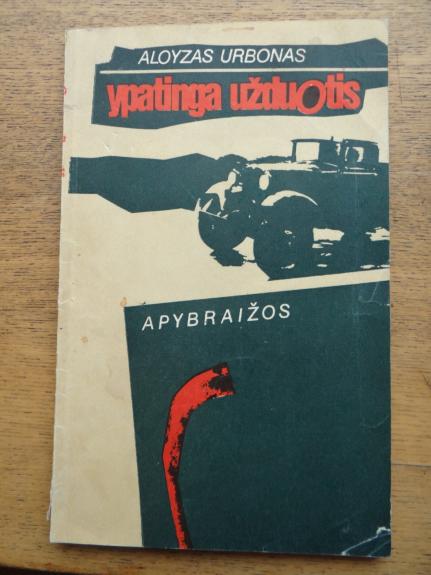 ALOYZAS URBONAS
ypatinga užduotis
APYBRAIŽOS